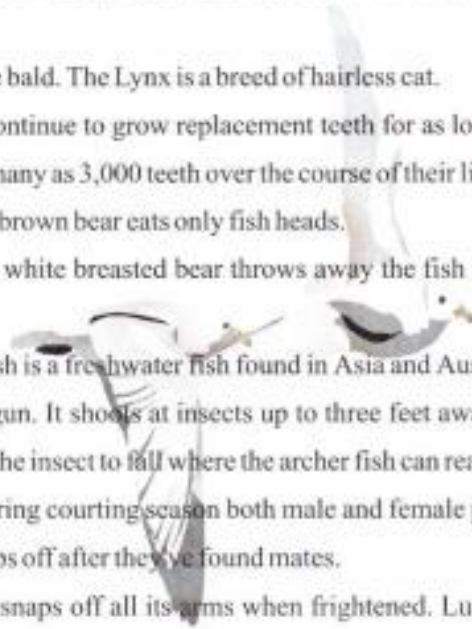 bald. The Lynx is a breed of hairless cat.
ontinue to grow replacement teeth for as lo
nany as 3,000 teeth over the course of their li
brown bear eats only fish heads.
white breasted bear throws away the fish
sh is a freshwater fish found in Asia and Aus
gun. It shoots at insects up to three feet awa
he insect to fall where the archer fish can rea
ring courting season both male and female p
ps off after they've found mates.
snaps off all its arms when frightened. Lu